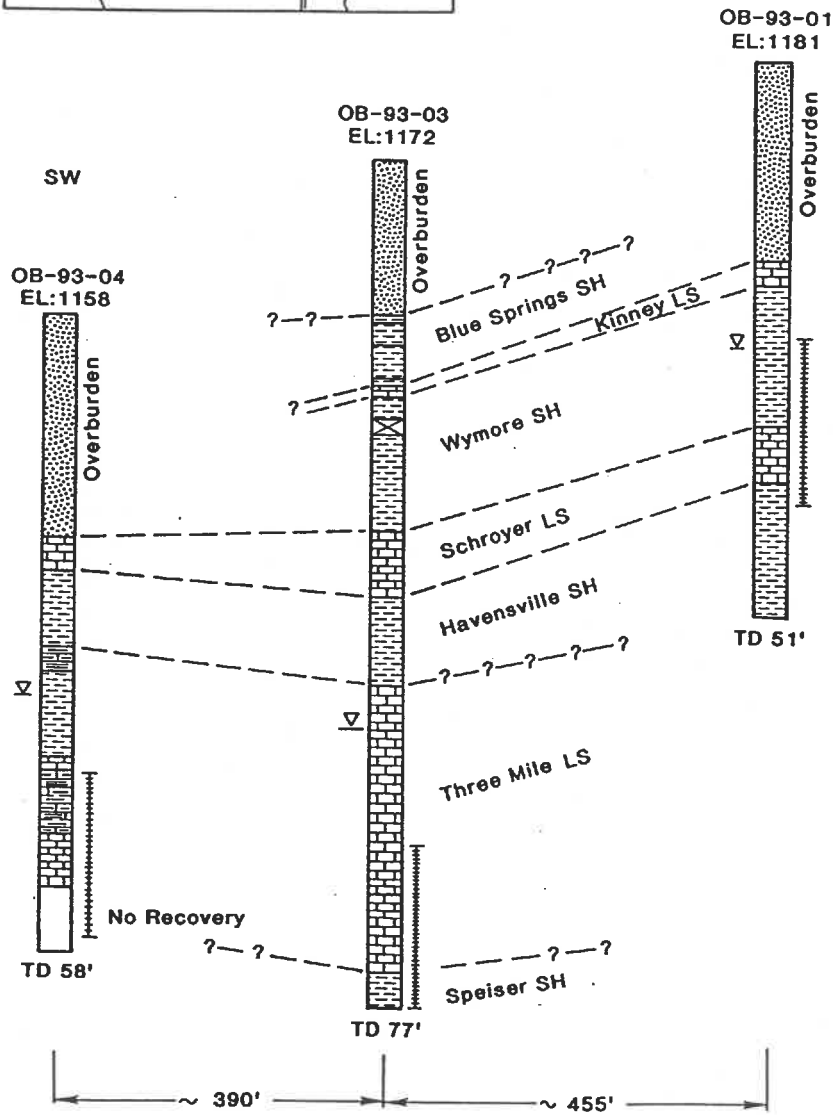 OB-93-01
EL:1181
Overburden
OB-93-03
EL:1172
Overburden
SW
OB-93-04
EL:1158
Overburden
? — ? — ? — ?
Blue Springs SH
? — ?
Kinney LS
?
Wymore SH
Schroyer LS
Havensville SH
TD 51'
? — ? — ? — ? — ?
Three Mile LS
No Recovery
? — ?
? — ?
TD 58'
Speiser SH
TD 77'
~ 390'
~ 455'